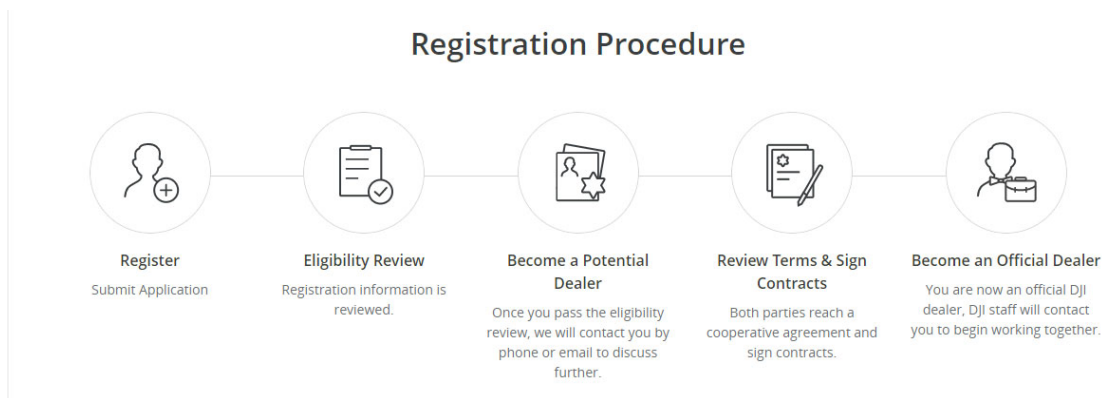 Registration Procedure
Register
Submit Application
Eligibility Review
Registration information is
reviewed.
Become a Potential
Dealer
Once you pass the eligibility
review, we will contact you by
phone or email to discuss
further.
Review Terms & Sign
Contracts
Both parties reach a
cooperative agreement and
sign contracts.
Become an Official Dealer
You are now an official DJI
dealer, DJI staff will contact
you to begin working together.